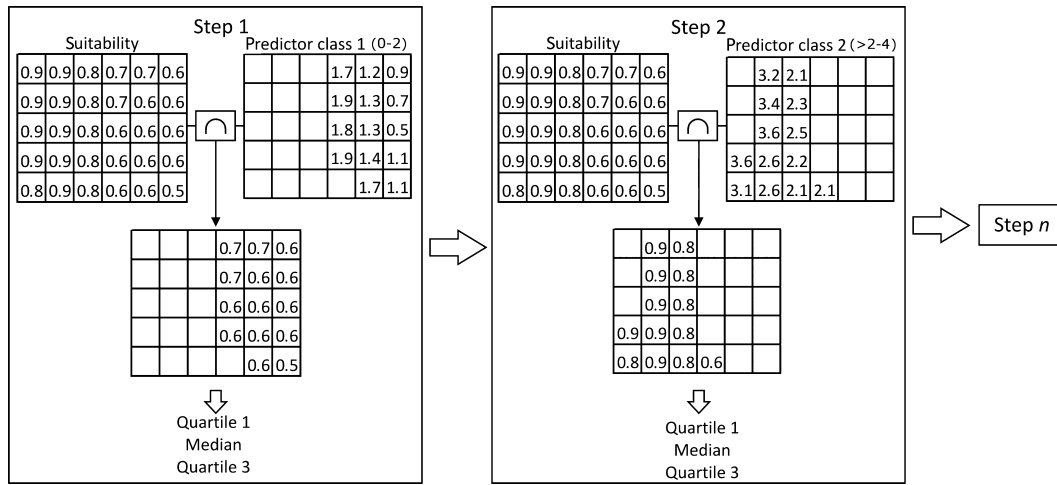 Step 1
Suitability
Predictor class 1 (0-2)
0.9 0.9 0.8 0.7 0.7 0.6
0.9 0.9 0.8 0.7 0.6 0.6
0.9 0.9 0.8 0.6 0.6 0.6
0.9 0.9 0.8 0.6 0.6 0.6
0.8 0.9 0.8 0.6 0.6 0.5
∩
1.7 1.2 0.9
1.9 1.3 0.7
1.8 1.3 0.5
1.9 1.4 1.1
1.7 1.1
0.7 0.7 0.6
0.7 0.6 0.6
0.6 0.6 0.6
0.6 0.6 0.6
0.6 0.5
Quartile 1
Median
Quartile 3
Step 2
Suitability
Predictor class 2 (>2-4)
0.9 0.9 0.8 0.7 0.7 0.6
0.9 0.9 0.8 0.7 0.6 0.6
0.9 0.9 0.8 0.6 0.6 0.6
0.9 0.9 0.8 0.6 0.6 0.6
0.8 0.9 0.8 0.6 0.6 0.5
∩
3.2 2.1
3.4 2.3
3.6 2.5
3.6 2.6 2.2
3.1 2.6 2.1 2.1
0.9 0.8
0.9 0.8
0.9 0.8
0.9 0.9 0.8
0.8 0.9 0.8 0.6
Quartile 1
Median
Quartile 3
Step n